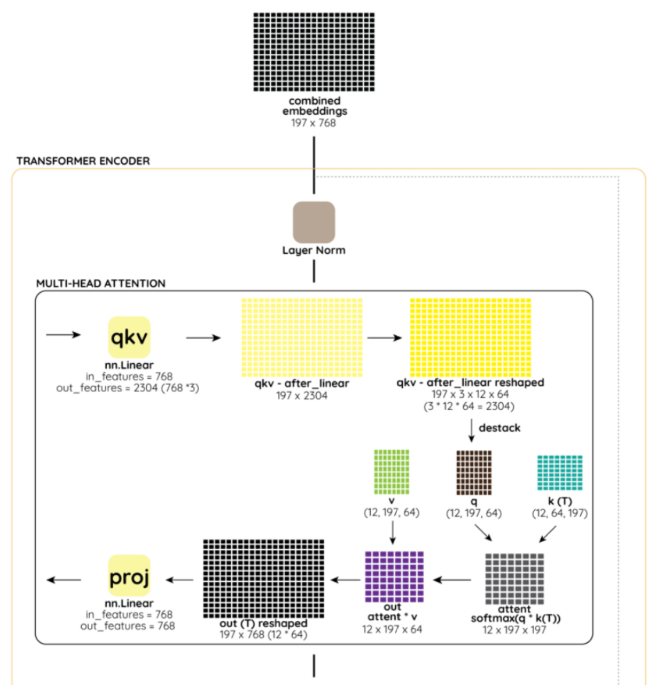 combined
embeddings
197 x 768
TRANSFORMER ENCODER
Layer Norm
MULTI-HEAD ATTENTION
qkv
nn.Linear
in_features = 768
out_features = 2304 (768 *3)
qkv - after_linear
197 x 2304
qkv - after_linear reshaped
197 x 3 x 12 x 64
(3 * 12 * 64 = 2304)
destack
v
(12, 197, 64)
q
(12, 197, 64)
k (T)
(12, 64, 197)
proj
nn.Linear
in_features = 768
out_features = 768
out (T) reshaped
197 x 768 (12 * 64)
out
attent * v
12 x 197 x 64
attent
softmax(q * k(T))
12 x 197 x 197